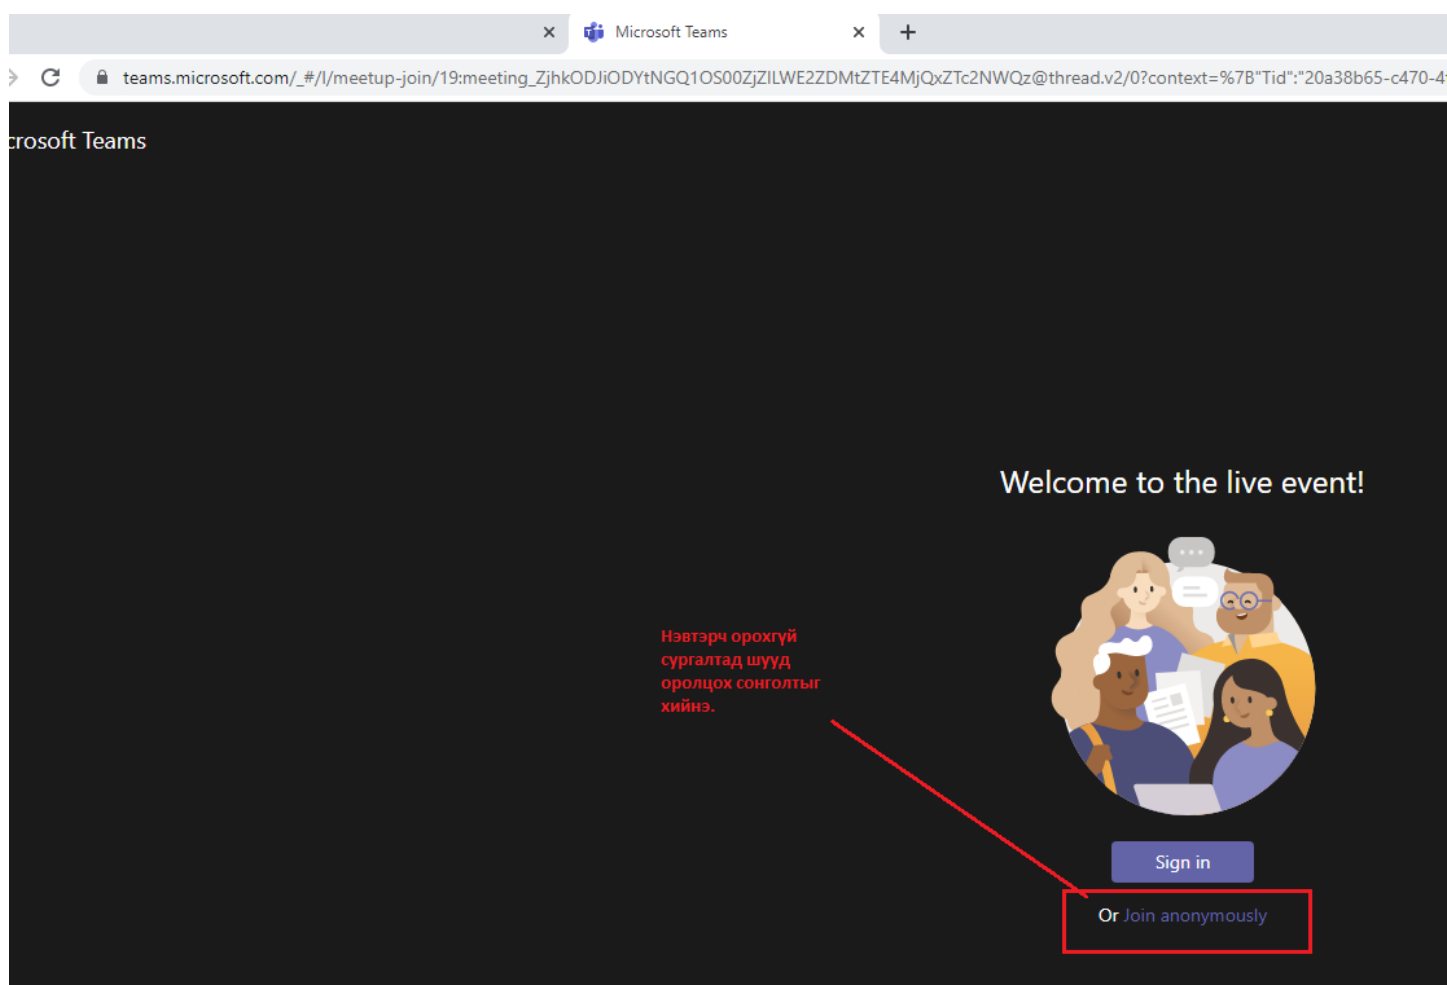 Microsoft Teams
teams.microsoft.com/_#/l/meetup-join/19:meeting_ZjhkODJiODYtNGQ1OS00ZjZlLWE2ZDMtZTE4MjQxZTc2NWQz@thread.v2/0?context=%7B"Tid":"20a38b65-c470-4
crosoft Teams
Welcome to the live event!
Нэвтэрч орохгүй
сургалтад шууд
оролцох сонголтыг
хийнэ.
Sign in
Or Join anonymously